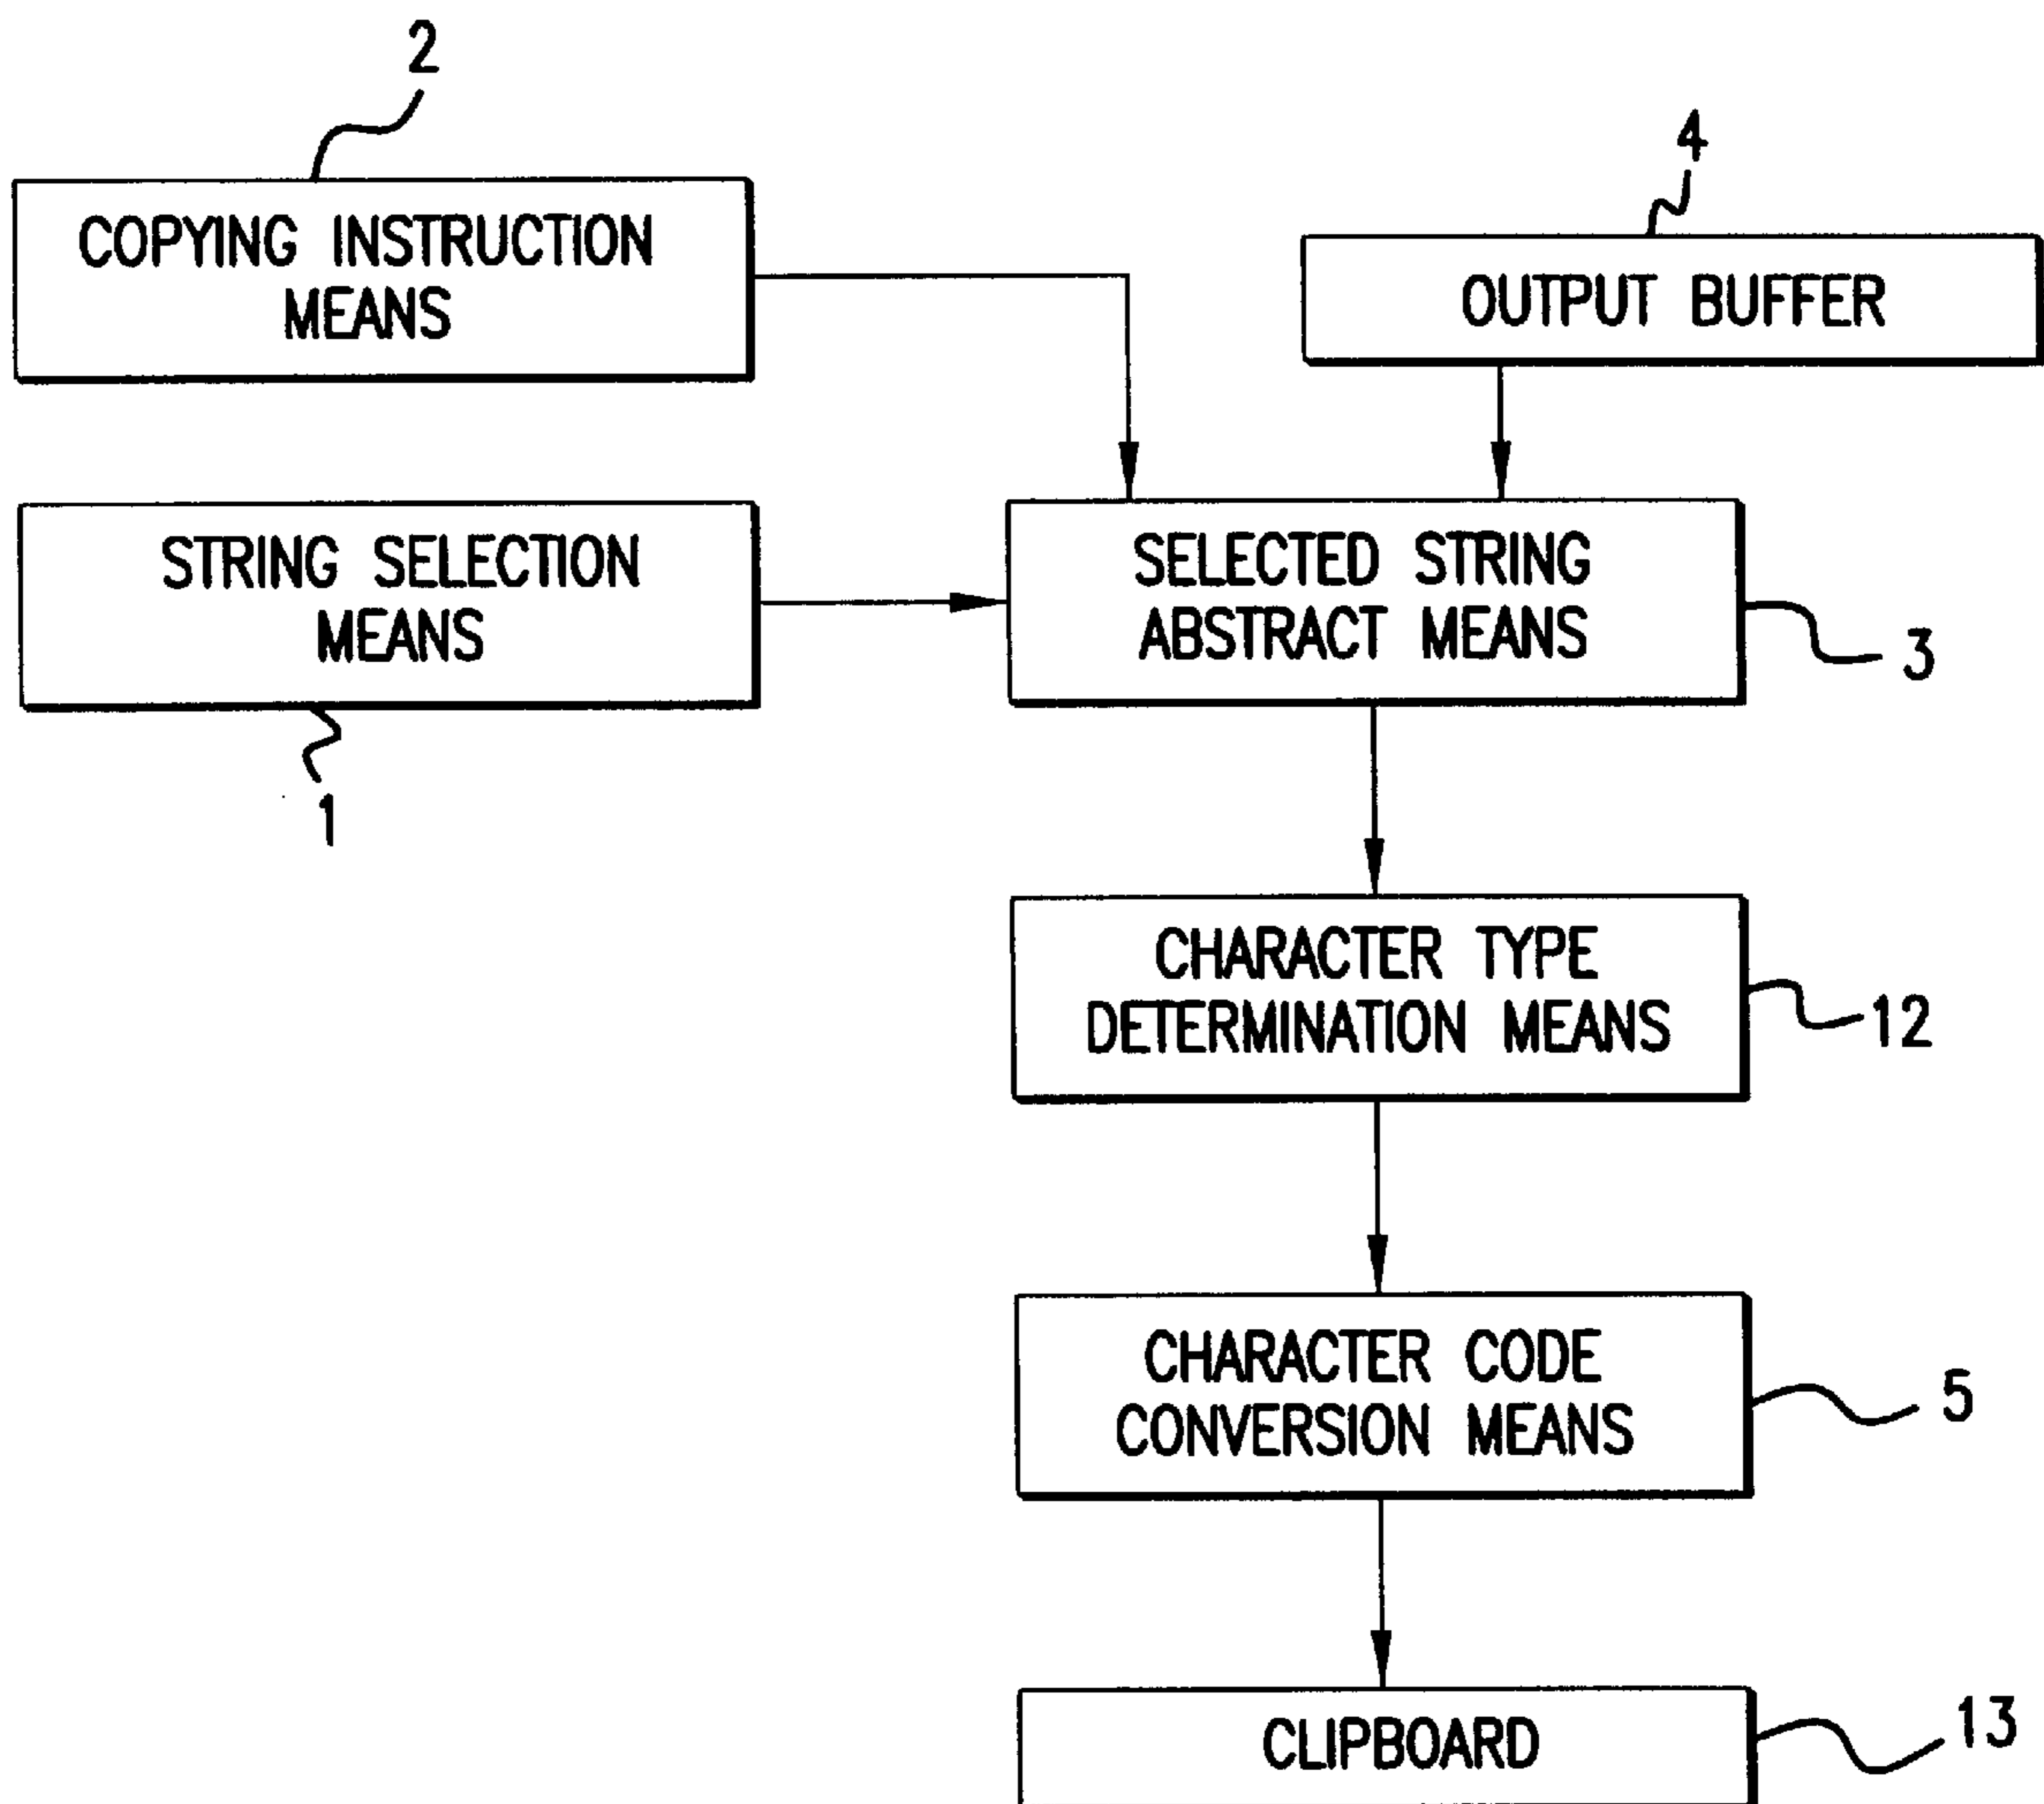 2
COPYING INSTRUCTION
MEANS
4
OUTPUT BUFFER
STRING SELECTION
MEANS
1
SELECTED STRING
ABSTRACT MEANS
3
CHARACTER TYPE
DETERMINATION MEANS
12
CHARACTER CODE
CONVERSION MEANS
5
CLIPBOARD
13